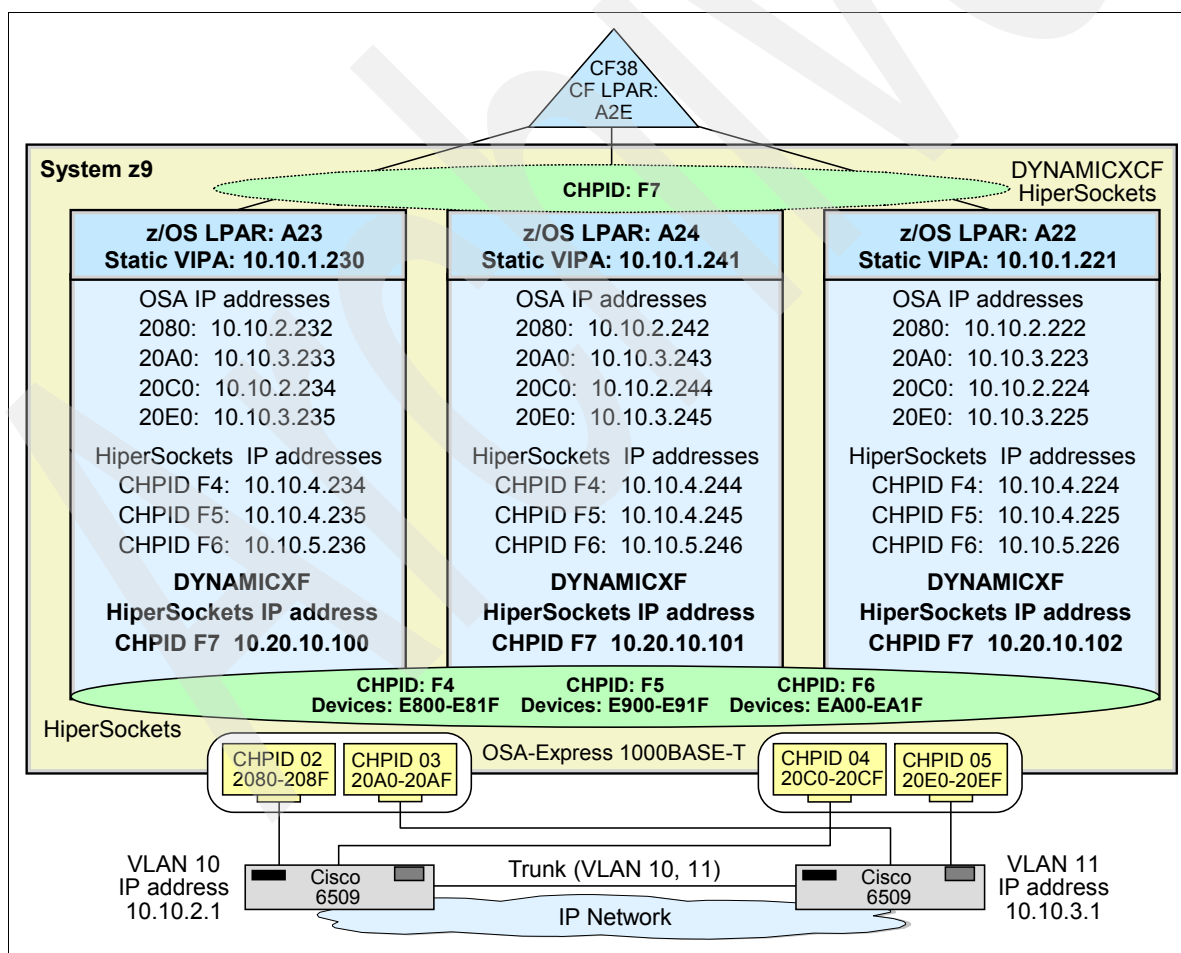 CF38
CF LPAR:
A2E
System z9
DYNAMICXCF
HiperSockets
CHPID: F7
z/OS LPAR: A23
Static VIPA: 10.10.1.230
OSA IP addresses
2080: 10.10.2.232
20A0: 10.10.3.233
20C0: 10.10.2.234
20E0: 10.10.3.235
HiperSockets IP addresses
CHPID F4: 10.10.4.234
CHPID F5: 10.10.4.235
CHPID F6: 10.10.5.236
DYNAMICXF
HiperSockets IP address
CHPID F7 10.20.10.100
z/OS LPAR: A24
Static VIPA: 10.10.1.241
OSA IP addresses
2080: 10.10.2.242
20A0: 10.10.3.243
20C0: 10.10.2.244
20E0: 10.10.3.245
HiperSockets IP addresses
CHPID F4: 10.10.4.244
CHPID F5: 10.10.4.245
CHPID F6: 10.10.5.246
DYNAMICXF
HiperSockets IP address
CHPID F7 10.20.10.101
z/OS LPAR: A22
Static VIPA: 10.10.1.221
OSA IP addresses
2080: 10.10.2.222
20A0: 10.10.3.223
20C0: 10.10.2.224
20E0: 10.10.3.225
HiperSockets IP addresses
CHPID F4: 10.10.4.224
CHPID F5: 10.10.4.225
CHPID F6: 10.10.5.226
DYNAMICXF
HiperSockets IP address
CHPID F7 10.20.10.102
CHPID: F4
Devices: E800-E81F
CHPID: F5
Devices: E900-E91F
CHPID: F6
Devices: EA00-EA1F
HiperSockets
CHPID 02
2080-208F
CHPID 03
20A0-20AF
OSA-Express 1000BASE-T
CHPID 04
20C0-20CF
CHPID 05
20E0-20EF
VLAN 10
IP address
10.10.2.1
Cisco
6509
Trunk (VLAN 10, 11)
IP Network
Cisco
6509
VLAN 11
IP address
10.10.3.1